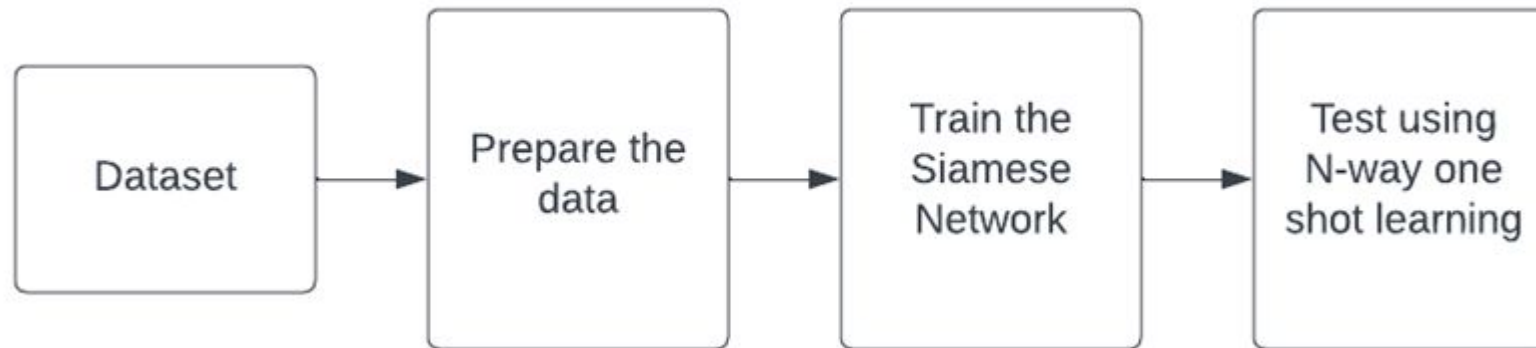 Dataset
Prepare the
data
Train the
Siamese
Network
Test using
N-way one
shot learning